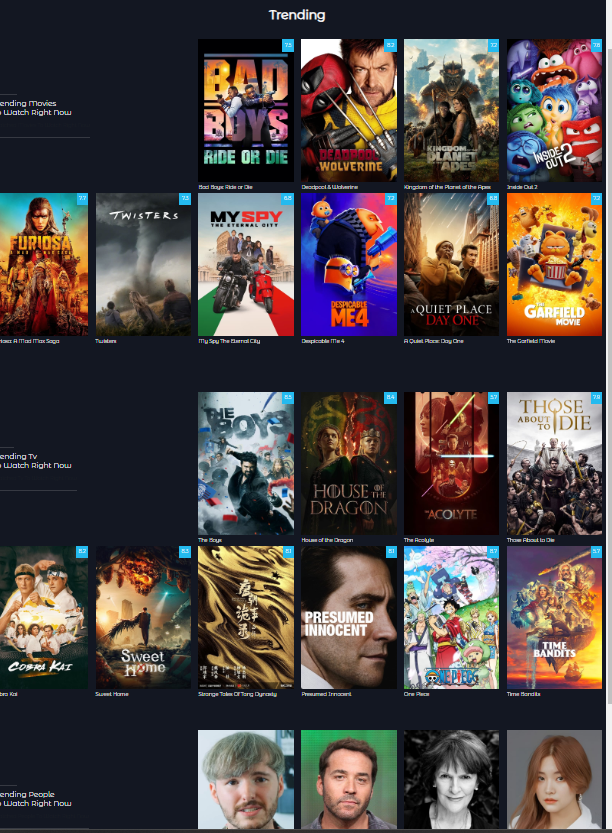 Trending
ending Movies
Watch Right Now
7.5
BAD
BOYS
RIDE OR DIE
Bad Boys: Ride or Die
8.2
DEADPOOL &
WOLVERINE
Deadpool & Wolverine
7.2
KINGDOM OF THE
PLANET
OF THE
APES
Kingdom of the Planet of the Apes
7.6
INSIDE
OUT 2
Inside Out 2
7.7
FURIOSA
iosa: A Mad Max Saga
7.5
TWISTERS
Twisters
6.8
MY SPY
THE ETERNAL CITY
My Spy The Eternal City
7.2
DESPICABLE
ME4
Despicable Me 4
6.8
A QUIET PLACE
DAY ONE
A Quiet Place: Day One
7.2
THE
GARFIELD
MOVIE
The Garfield Movie
ending Tv
Watch Right Now
8.5
THE
BOYS
The Boys
8.4
HOUSE OF THE
DRAGON
House of the Dragon
5.7
THE
ACOLYTE
The Acolyte
7.9
THOSE
ABOUT TO DIE
Those About to Die
8.2
COBRA KAI
bra Kai
8.3
Sweet
Home
Sweet Home
8.1
Strange Tales Of Tang Dynasty
8.1
PRESUMED
INNOCENT
Presumed Innocent
8.7
ONE PIECE
One Piece
5.7
TIME
BANDITS
Time Bandits
ending People
Watch Right Now